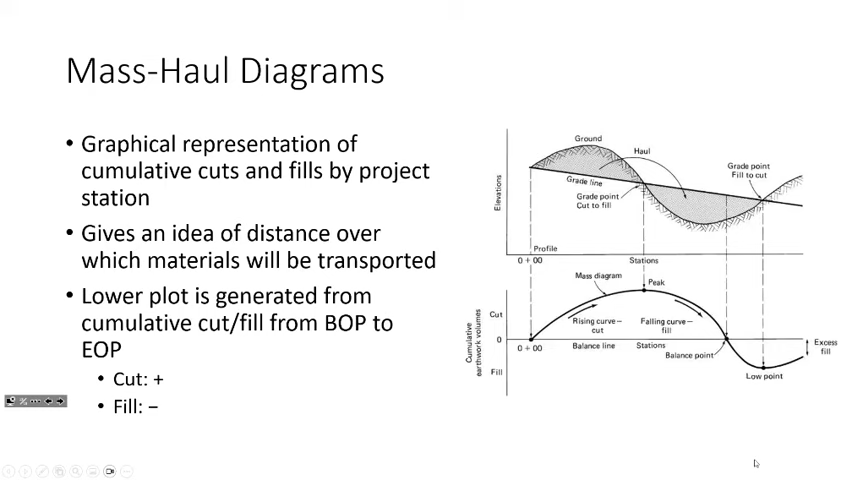 Mass-Haul Diagrams
• Graphical representation of
cumulative cuts and fills by project
station
• Gives an idea of distance over
which materials will be transported
• Lower plot is generated from
cumulative cut/fill from BOP to
EOP
• Cut: +
• Fill: −
Ground
Haul
Grade point
Fill to cut
Grade line
Grade point
Cut to fill
Elevations
Profile
0 + 00
Stations
Mass diagram
Peak
Cut
Rising curve—
cut
Falling curve—
fill
Cumulative
earthwork volumes
0
0 + 00
Balance line
Stations
Balance point
Excess
fill
Fill
Low point